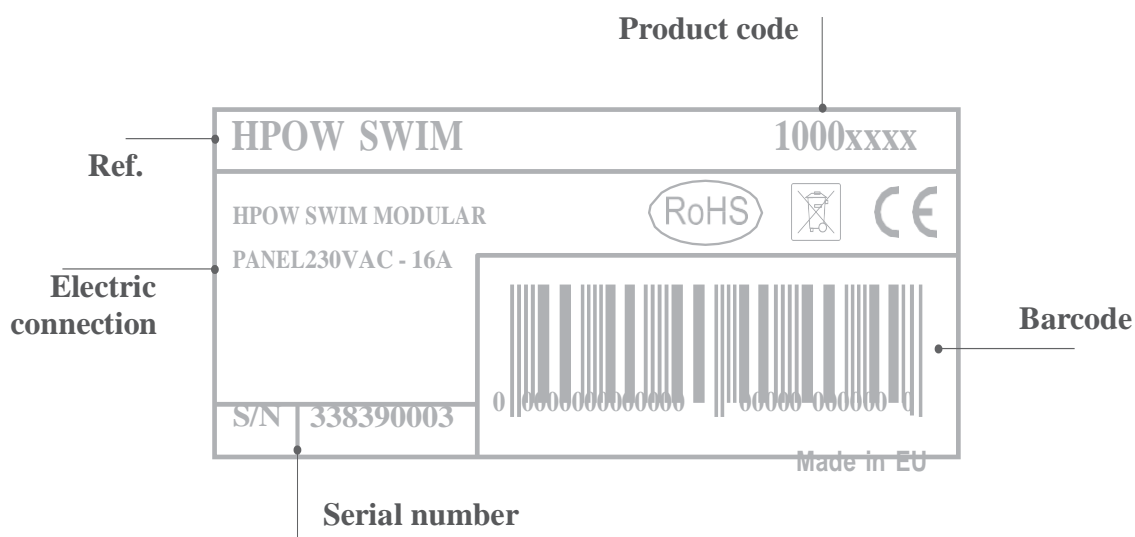 Product code
HPOW SWIM 1000xxxx
Ref.
HPOW SWIM MODULAR
RoHS
CE
PANEL230VAC - 16A
Electric
connection
Barcode
0 0000000000000 00000 000000 0
S/N 338390003
Made in EU
Serial number